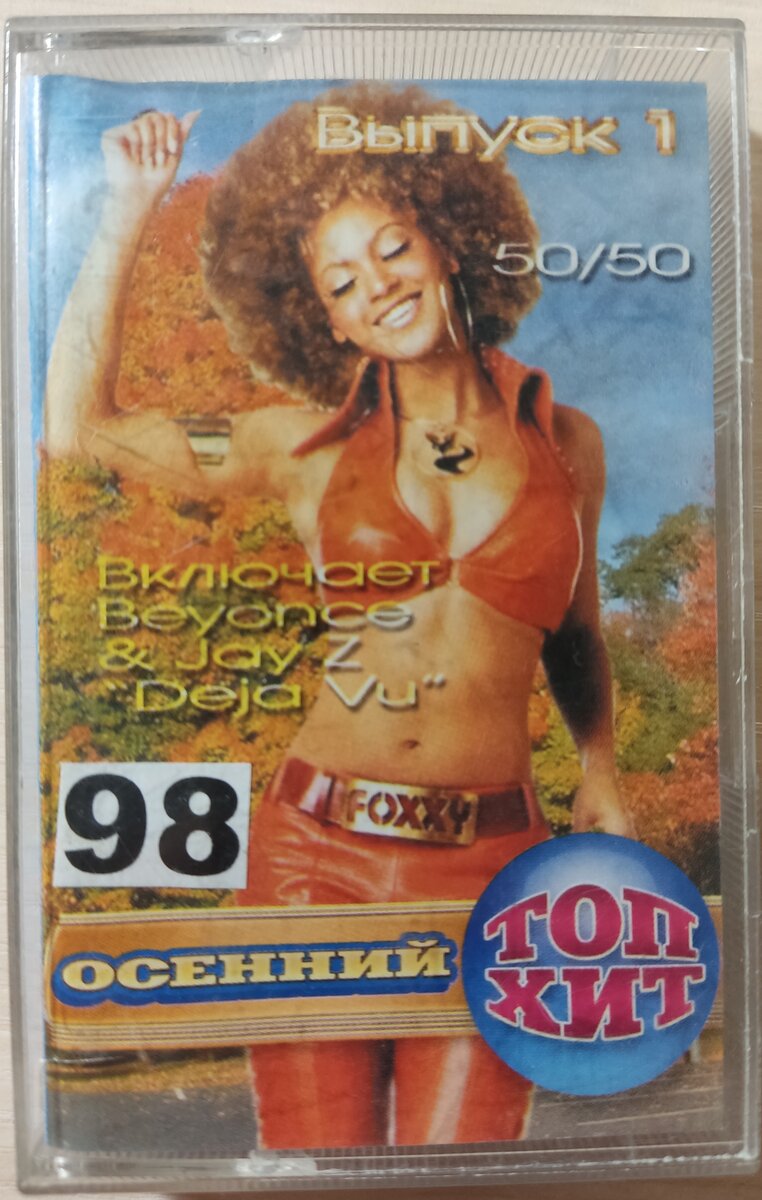 Выпуск 1
50/50
Включает
Beyonce
& Jay Z
"Deja Vu"
FOXXY
98
ОСЕННИЙ
ТОП
ХИТ